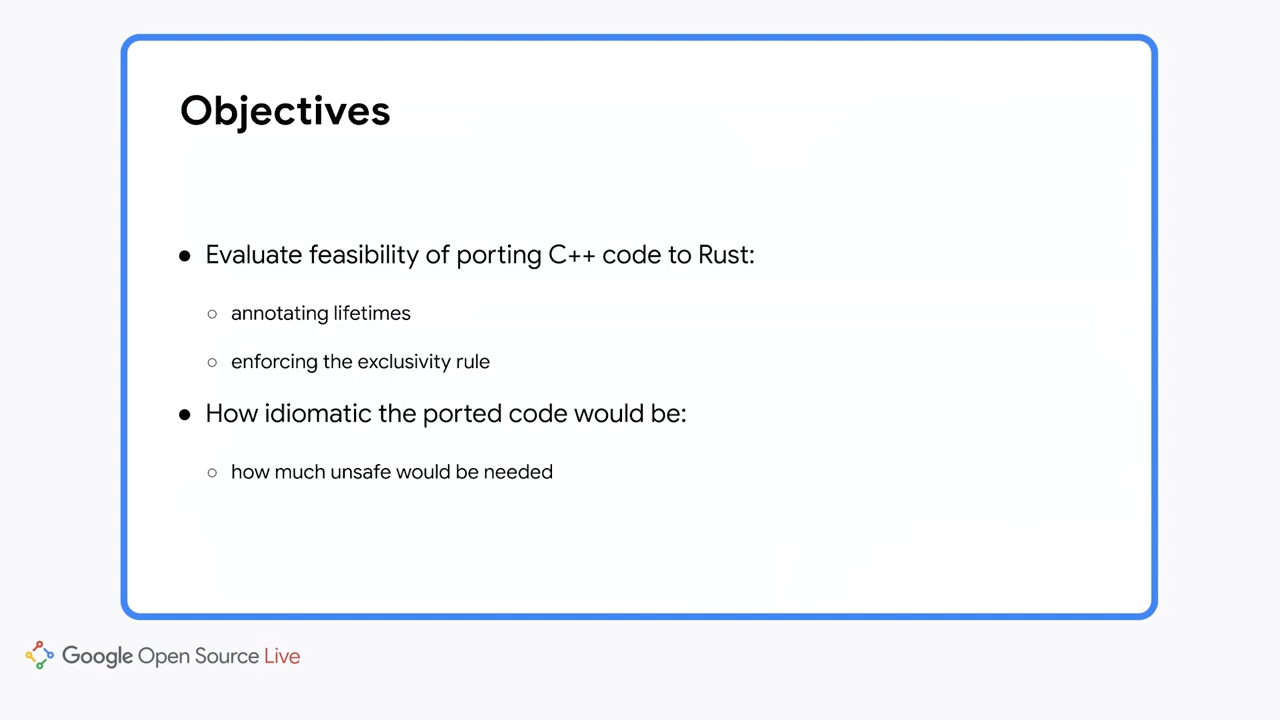 Objectives
● Evaluate feasibility of porting C++ code to Rust:
○ annotating lifetimes
○ enforcing the exclusivity rule
● How idiomatic the ported code would be:
○ how much unsafe would be needed
Google Open Source Live